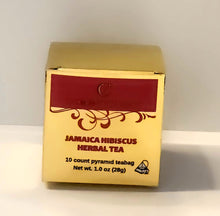 C
JAMAICA HIBISCUS
HERBAL TEA
10 count pyramid teabag
Net wt. 1.0 oz (28g)